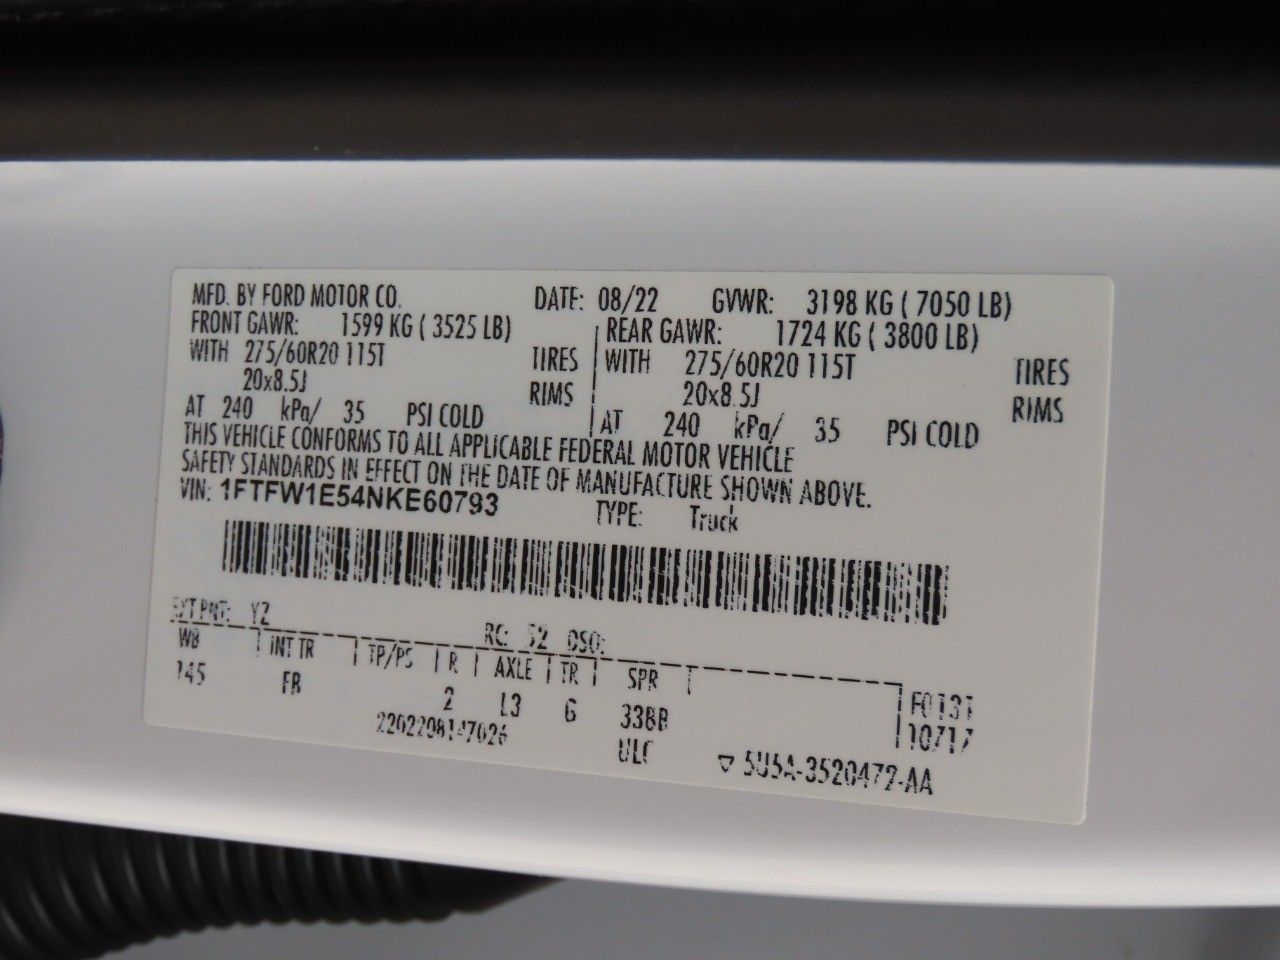 MFD. BY FORD MOTOR CO. DATE: 08/22 GVWR: 3198 KG ( 7050 LB)
FRONT GAWR: 1599 KG ( 3525 LB) REAR GAWR: 1724 KG ( 3800 LB)
WITH 275/60R20 115T TIRES WITH 275/60R20 115T TIRES
20x8.5J RIMS 20x8.5J RIMS
AT 240 kPa/ 35 PSI COLD AT 240 kPa/ 35 PSI COLD
THIS VEHICLE CONFORMS TO ALL APPLICABLE FEDERAL MOTOR VEHICLE
SAFETY STANDARDS IN EFFECT ON THE DATE OF MANUFACTURE SHOWN ABOVE.
VIN: 1FTFW1E54NKE60793 TYPE: Truck
EXT PNT: YZ RC: 52 DSO:
WB INT TR TP/PS R AXLE TR SPR
145 FB 2 L3 6 338B F0131
2202208147026 ULC 10717
5U5A-3520472-AA